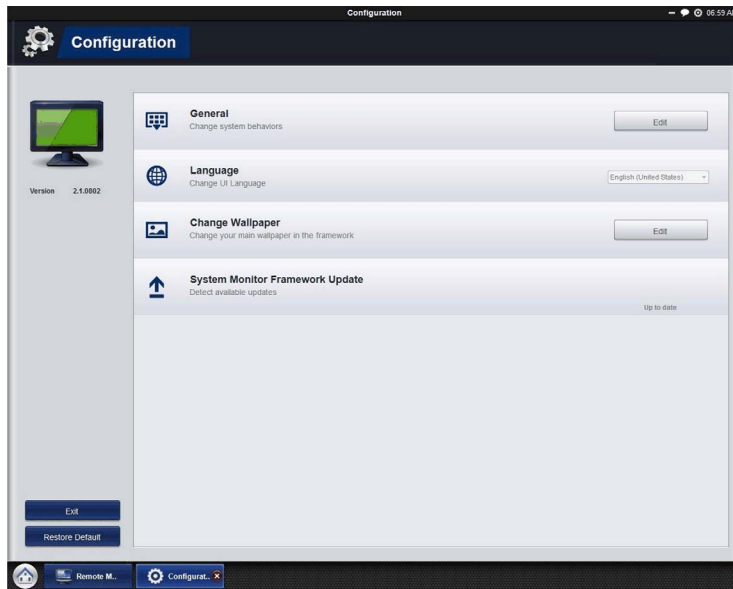 Configuration
06:59 A
Configuration
General
Change system behaviors
Edit
Language
Change UI Language
English (United States)
Version 2.1.0802
Change Wallpaper
Change your main wallpaper in the framework
Edit
System Monitor Framework Update
Detect available updates
Up to date
Exit
Restore Default
Remote M..
Configurat..